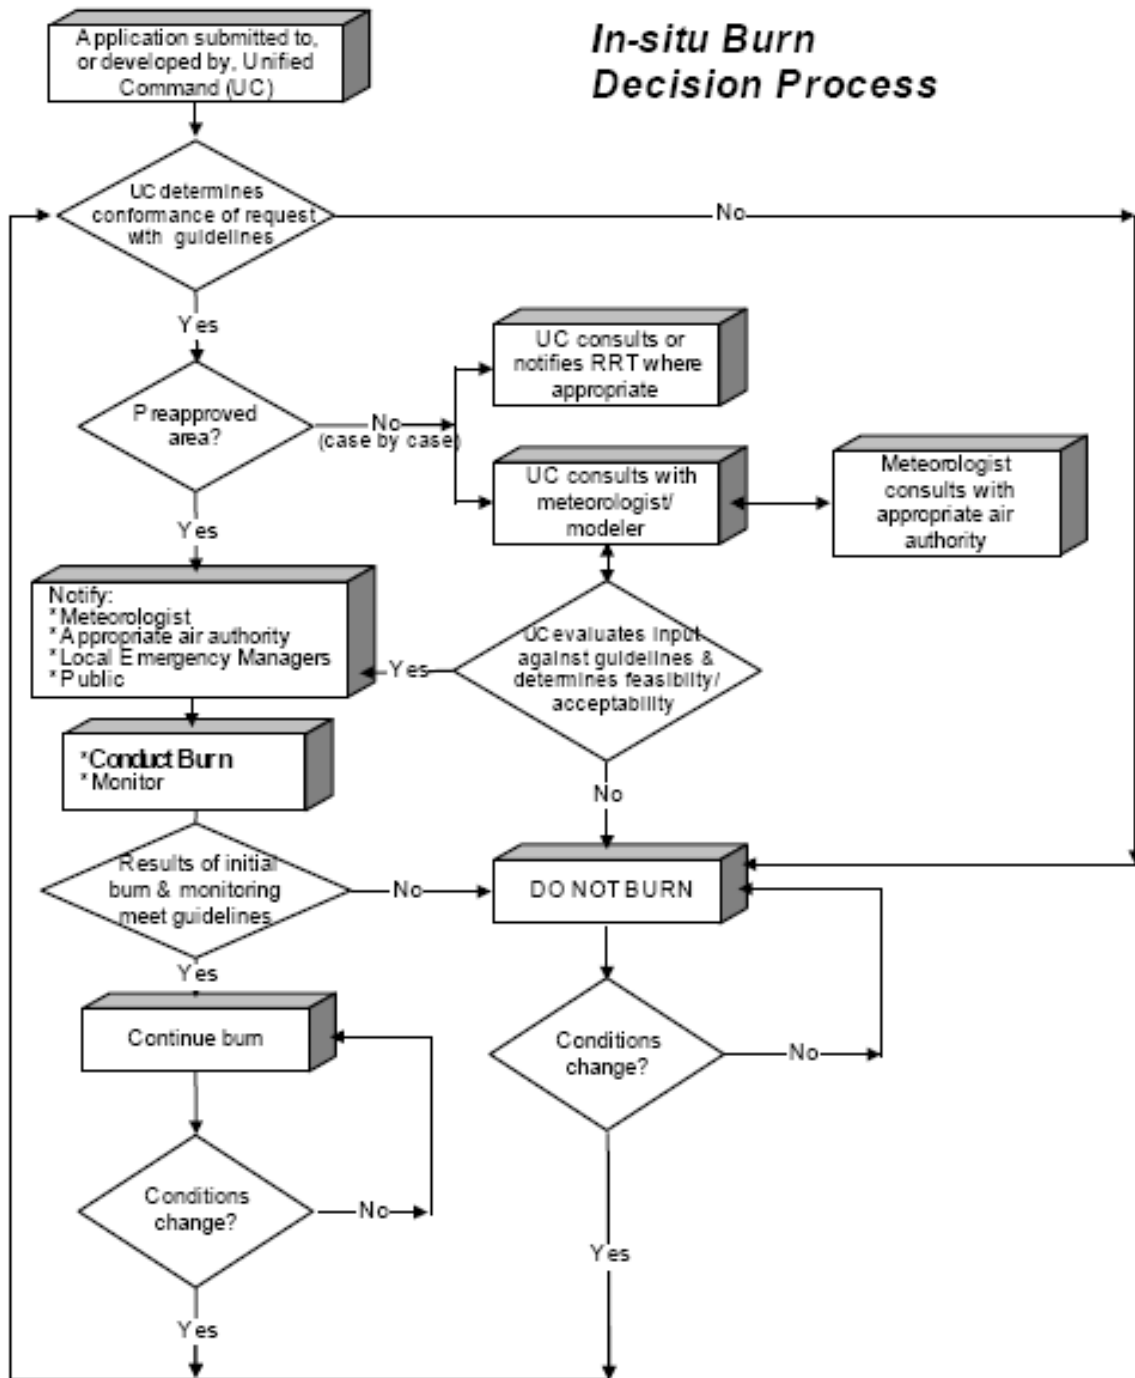 In-situ Burn
Decision Process
Application submitted to,
or developed by, Unified
Command (UC)
UC determines
conformance of request
with guidelines
No
Yes
UC consults or
notifies RRT where
appropriate
Preapproved
area?
No
(case by case)
UC consults with
meteorologist/
modeler
Meteorologist
consults with
appropriate air
authority
Yes
Notify:
*Meteorologist
*Appropriate air authority
*Local Emergency Managers
*Public
UC evaluates input
against guidelines &
determines feasibilty/
acceptability
Yes
*Conduct Burn
*Monitor
No
Results of initial
burn & monitoring
meet guidelines
No
DO NOT BURN
Yes
Continue burn
Conditions
change?
No
Conditions
change?
No
Yes
Yes